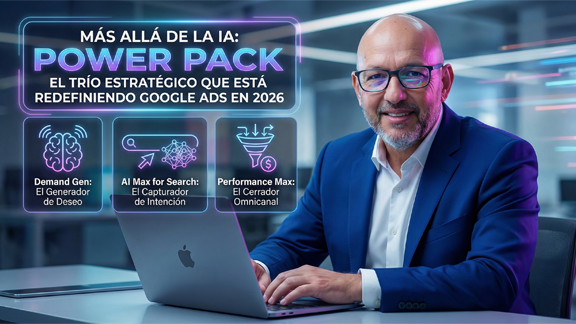 MÁS ALLÁ DE LA IA:
POWER PACK
EL TRÍO ESTRATÉGICO QUE ESTÁ
REDEFINIENDO GOOGLE ADS EN 2026
Demand Gen:
El Generador
de Deseo
AI Max for Search:
El Capturador
de Intención
Performance Max:
El Cerrador
Omnicanal